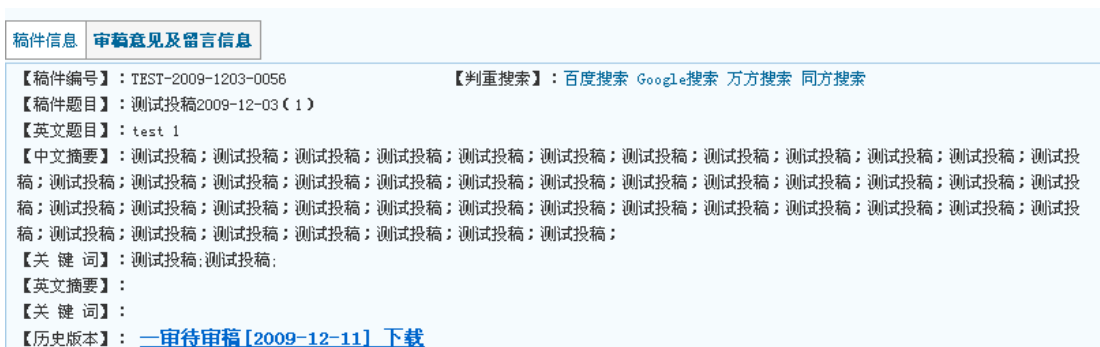 稿件信息 审稿意见及留言信息
【稿件编号】:TEST-2009-1203-0056 【判重搜索】:百度搜索 Google搜索 万方搜索 同方搜索
【稿件题目】:测试投稿2009-12-03(1)
【英文题目】:test 1
【中文摘要】:测试投稿;测试投稿;测试投稿;测试投稿;测试投稿;测试投稿;测试投稿;测试投稿;测试投稿;测试投稿;测试投稿;测试投
稿;测试投稿;测试投稿;测试投稿;测试投稿;测试投稿;测试投稿;测试投稿;测试投稿;测试投稿;测试投稿;测试投稿;测试投稿;测试投
稿;测试投稿;测试投稿;测试投稿;测试投稿;测试投稿;测试投稿;测试投稿;测试投稿;测试投稿;测试投稿;测试投稿;测试投稿;测试投
稿;测试投稿;测试投稿;测试投稿;测试投稿;测试投稿;测试投稿;测试投稿;
【关 键 词】:测试投稿;测试投稿;
【英文摘要】:
【关 键 词】:
【历史版本】: 一审待审稿[2009-12-11] 下载